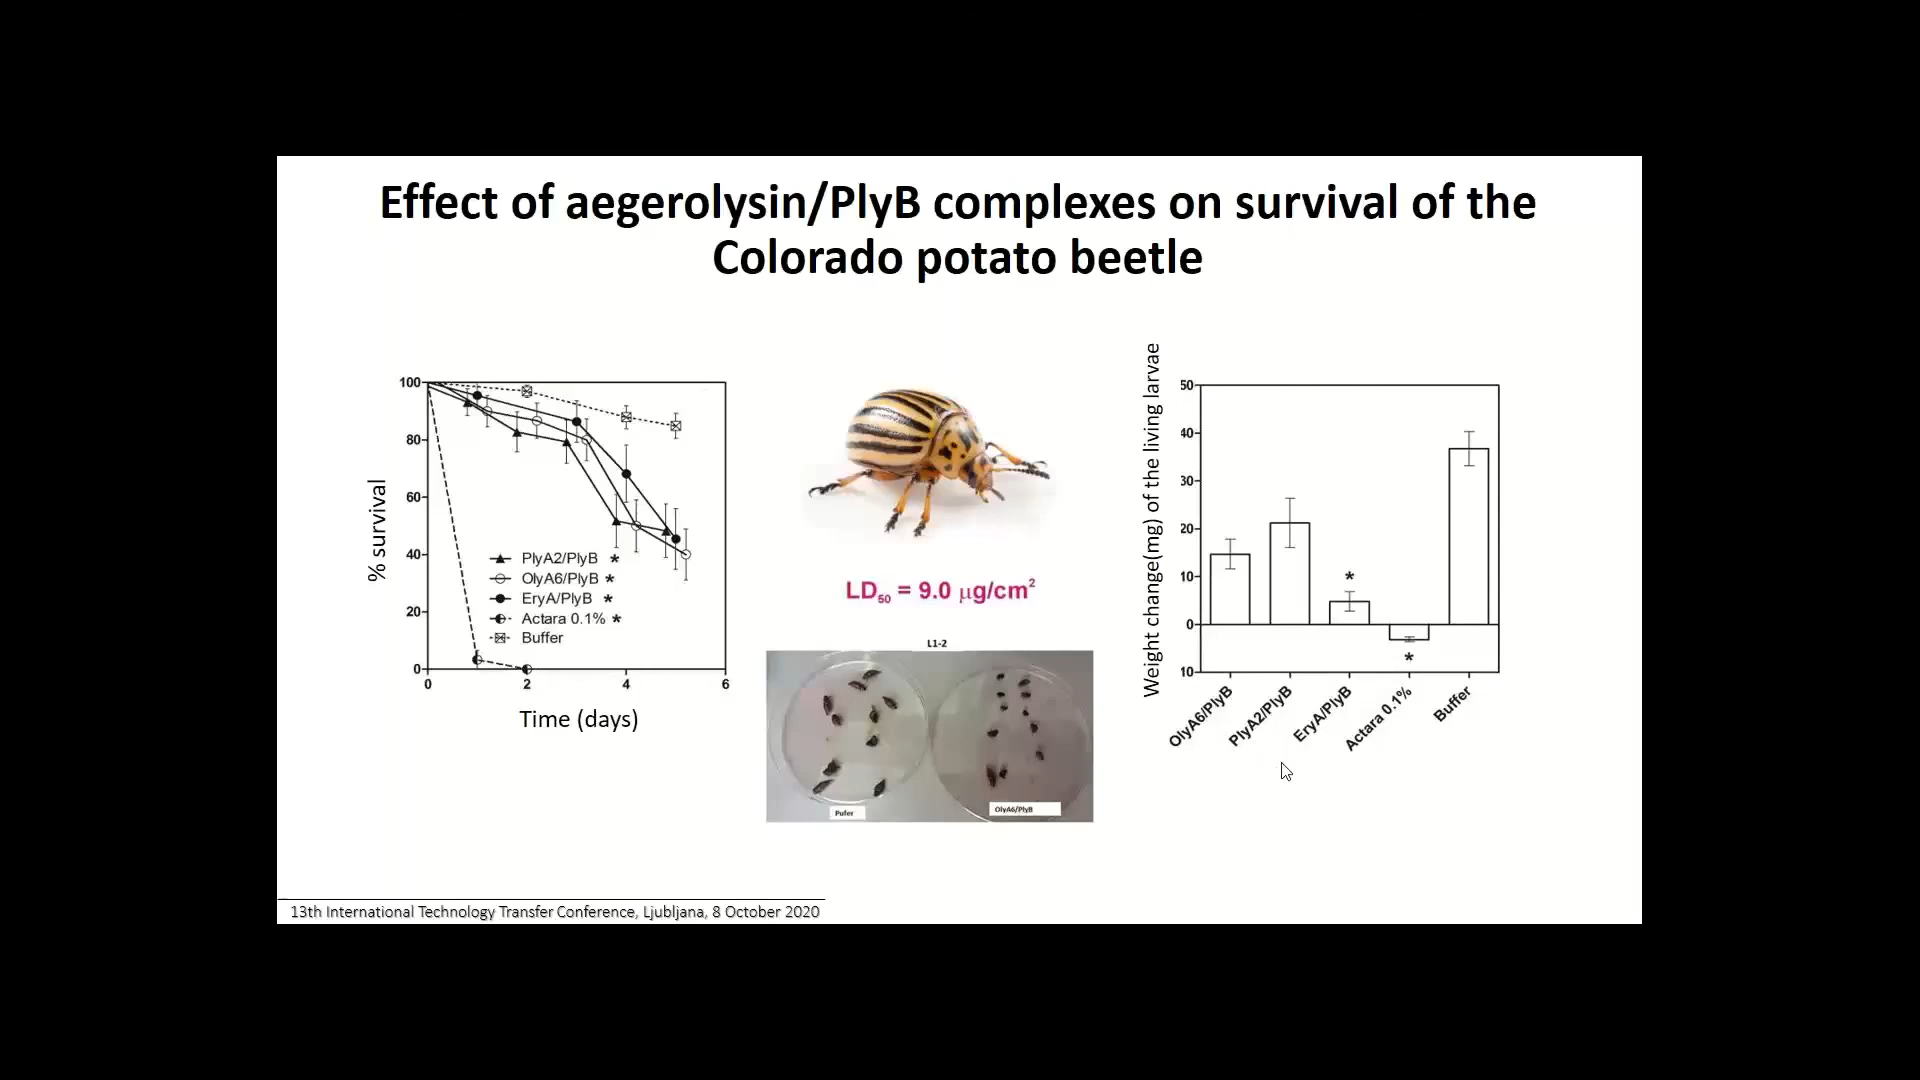 Effect of aegerolysin/PlyB complexes on survival of the
Colorado potato beetle
% survival
100
80
60
40
20
0
0 2 4 6
Time (days)
PlyA2/PlyB *
OlyA6/PlyB *
EryA/PlyB *
Actara 0.1% *
Buffer
LD50 = 9.0 µg/cm2
L1-2
Pufer
OlyA6/PlyB
Weight change(mg) of the living larvae
50
40
30
20
10
0
10
*
*
OlyA6/PlyB
PlyA2/PlyB
EryA/PlyB
Actara 0.1%
Buffer
13th International Technology Transfer Conference, Ljubljana, 8 October 2020